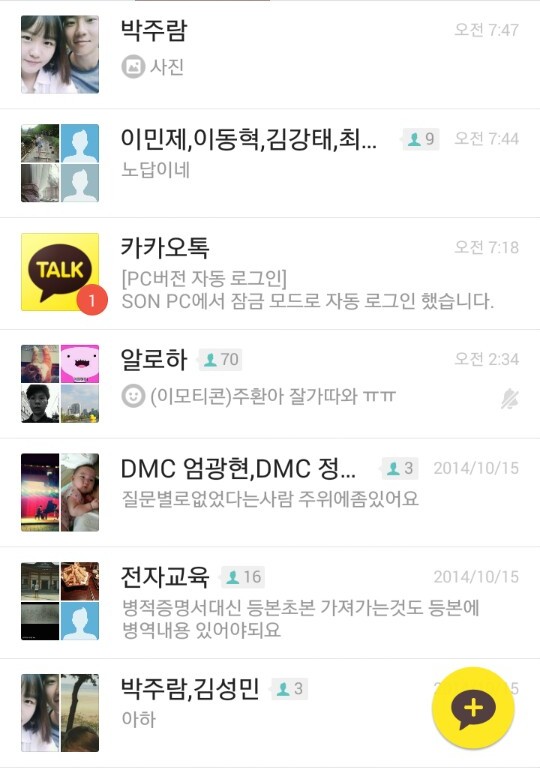 박주람
오전 7:47
사진
이민제,이동혁,김강태,최...
9
오전 7:44
노답이네
카카오톡
오전 7:18
TALK
1
[PC버전 자동 로그인]
SON PC에서 잠금 모드로 자동 로그인 했습니다.
알로하
70
오전 2:34
(이모티콘)주환아 잘가따와 ㅠㅠ
DMC 엄광현,DMC 정...
3
2014/10/15
질문별로없었다는사람 주위에좀있어요
전자교육
16
2014/10/15
병적증명서대신 등본초본 가져가는것도 등본에
병역내용 있어야되요
박주람,김성민
3
아하